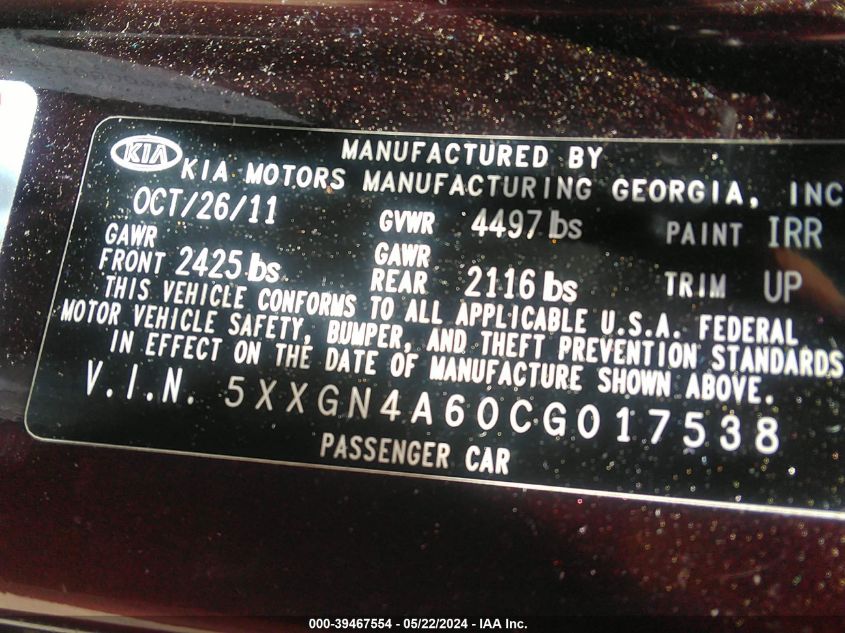 KIA MANUFACTURED BY
KIA MOTORS MANUFACTURING GEORGIA, INC
OCT/26/11 GVWR 4497 lbs PAINT IRR
GAWR FRONT 2425 lbs GAWR REAR 2116 lbs TRIM UP
THIS VEHICLE CONFORMS TO ALL APPLICABLE U.S.A. FEDERAL
MOTOR VEHICLE SAFETY, BUMPER, AND THEFT PREVENTION STANDARDS
IN EFFECT ON THE DATE OF MANUFACTURE SHOWN ABOVE.
V.I.N. 5XXGN4A60CG017538
PASSENGER CAR
000-39467554 - 05/22/2024 - IAA Inc.